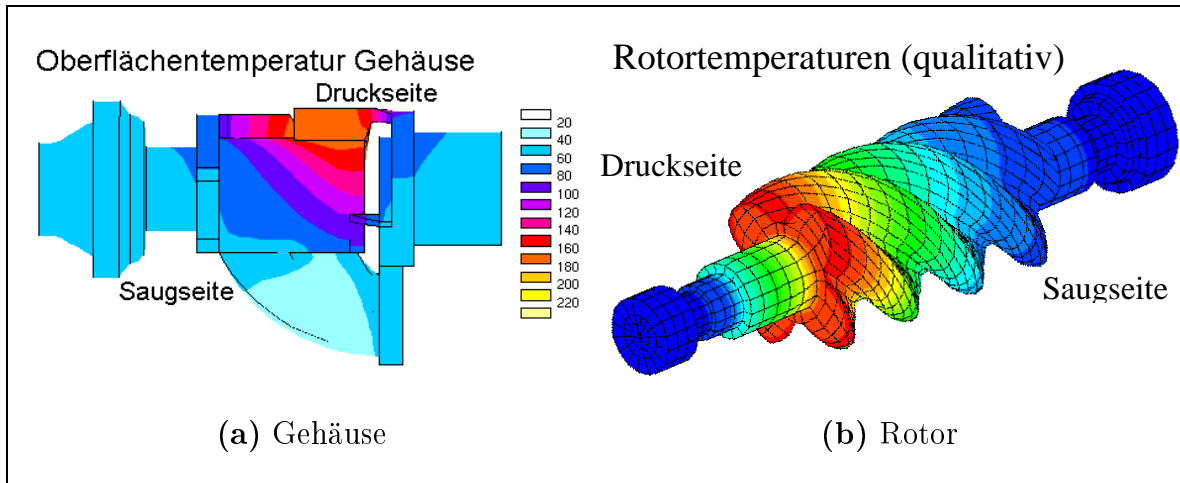 Oberflächentemperatur Gehäuse
Druckseite
20
40
60
80
100
120
140
160
180
200
220
Saugseite
(a) Gehäuse
Rotortemperaturen (qualitativ)
Druckseite
Saugseite
(b) Rotor